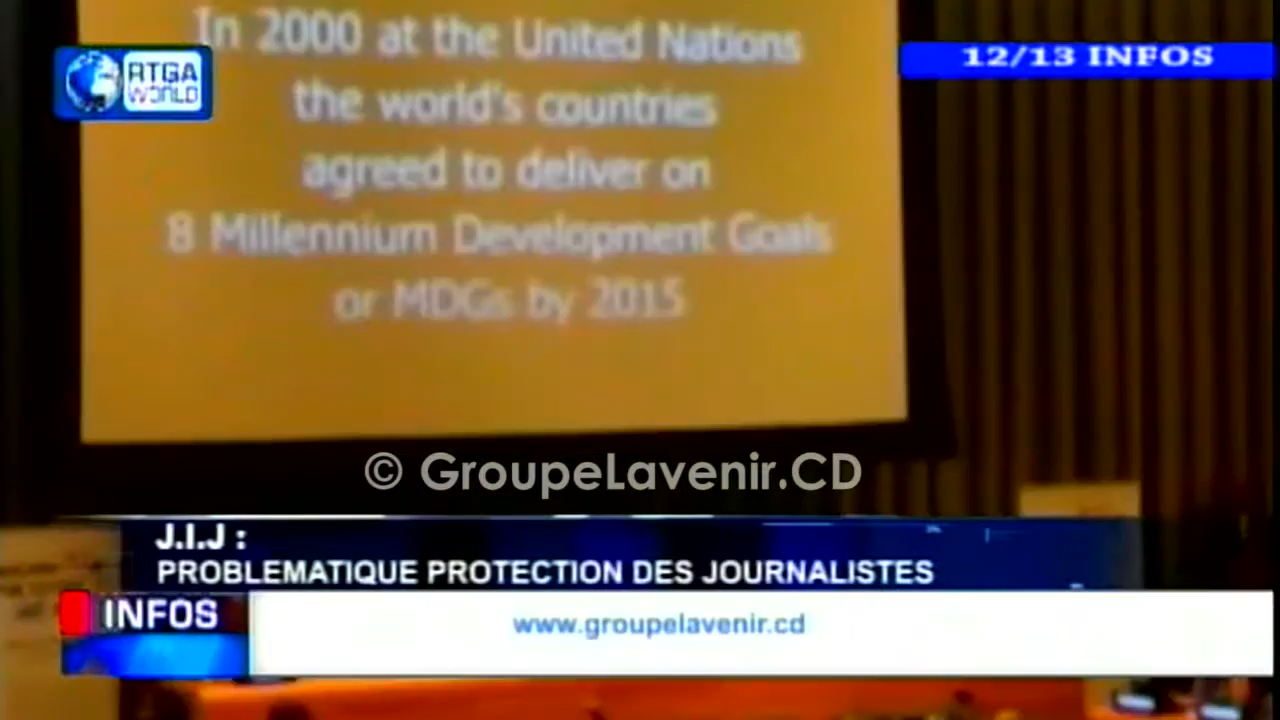 In 2000 at the United Nations
the world's countries
agreed to deliver on
8 Millennium Development Goals
or MDGs by 2015
RTGA
WORLD
12/13 INFOS
© GroupeLavenir.CD
J.I.J :
PROBLEMATIQUE PROTECTION DES JOURNALISTES
INFOS
www.groupelavenir.cd